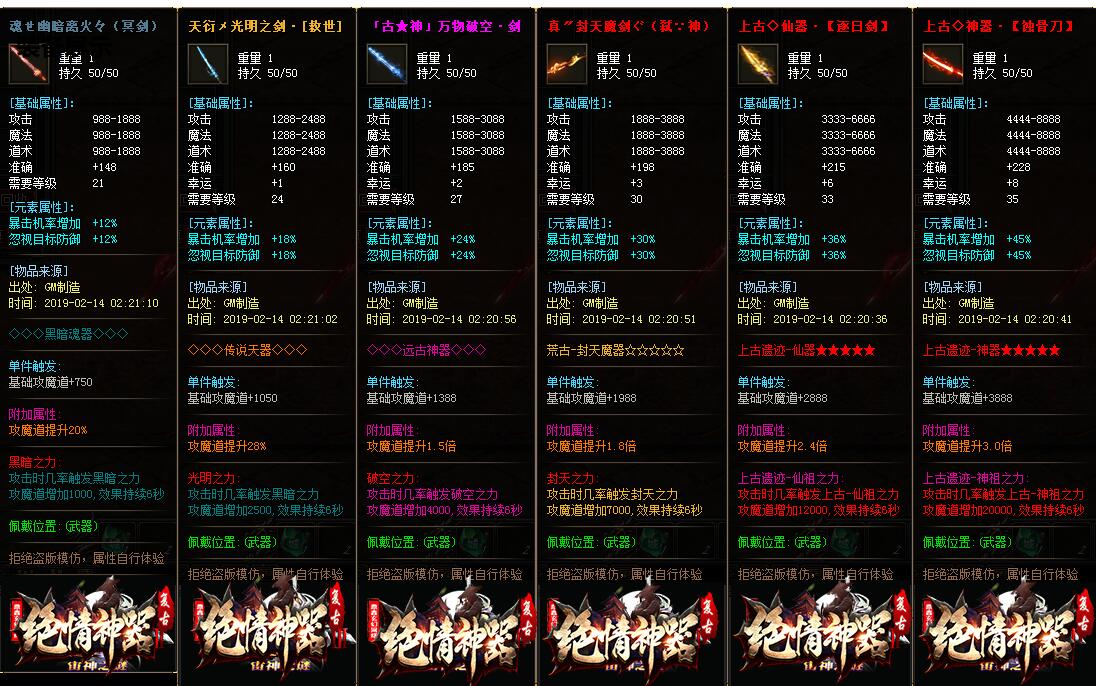 魂せ幽暗离火々（冥剑）
重量 1
持久 50/50
[基础属性]:
攻击 988-1888
魔法 988-1888
道术 988-1888
准确 +148
需要等级 21
[元素属性]:
暴击机率增加 +12%
忽视目标防御 +12%
[物品来源]
出处: GM制造
时间: 2019-02-14 02:21:10
◇◇◇黑暗魂器◇◇◇
单件触发:
基础攻魔道+750
附加属性:
攻魔道提升20%
黑暗之力:
攻击时几率触发黑暗之力
攻魔道增加1000,效果持续6秒
佩戴位置:(武器)
拒绝盗版模仿，属性自行体验
复古
绝情神器
天衍〆光明之剑·[救世]
重量 1
持久 50/50
[基础属性]:
攻击 1288-2488
魔法 1288-2488
道术 1288-2488
准确 +160
幸运 +1
需要等级 24
[元素属性]:
暴击机率增加 +18%
忽视目标防御 +18%
[物品来源]
出处: GM制造
时间: 2019-02-14 02:21:02
◇◇◇传说天器◇◇◇
单件触发:
基础攻魔道+1050
附加属性:
攻魔道提升28%
光明之力:
攻击时几率触发黑暗之力
攻魔道增加2500,效果持续6秒
佩戴位置:(武器)
拒绝盗版模仿，属性自行体验
复古
绝情神器
「古★神」万物破空·剑
重量 1
持久 50/50
[基础属性]:
攻击 1588-3088
魔法 1588-3088
道术 1588-3088
准确 +185
幸运 +2
需要等级 27
[元素属性]:
暴击机率增加 +24%
忽视目标防御 +24%
[物品来源]
出处: GM制造
时间: 2019-02-14 02:20:56
◇◇◇远古神器◇◇◇
单件触发:
基础攻魔道+1388
附加属性:
攻魔道提升1.5倍
破空之力:
攻击时几率触发破空之力
攻魔道增加4000,效果持续6秒
佩戴位置:(武器)
拒绝盗版模仿，属性自行体验
复古
绝情神器
真〞封天魔剑ぐ（弑∵神）
重量 1
持久 50/50
[基础属性]:
攻击 1888-3888
魔法 1888-3888
道术 1888-3888
准确 +198
幸运 +3
需要等级 30
[元素属性]:
暴击机率增加 +30%
忽视目标防御 +30%
[物品来源]
出处: GM制造
时间: 2019-02-14 02:20:51
荒古-封天魔器☆☆☆☆☆
单件触发:
基础攻魔道+1988
附加属性:
攻魔道提升1.8倍
封天之力:
攻击时几率触发封天之力
攻魔道增加7000,效果持续6秒
佩戴位置:(武器)
拒绝盗版模仿，属性自行体验
复古
绝情神器
上古◇仙器·【逐日剑】
重量 1
持久 50/50
[基础属性]:
攻击 3333-6666
魔法 3333-6666
道术 3333-6666
准确 +215
幸运 +6
需要等级 33
[元素属性]:
暴击机率增加 +36%
忽视目标防御 +36%
[物品来源]
出处: GM制造
时间: 2019-02-14 02:20:36
上古遗迹-仙器★★★★★
单件触发:
基础攻魔道+2888
附加属性:
攻魔道提升2.4倍
上古遗迹-仙祖之力:
攻击时几率触发上古-仙祖之力
攻魔道增加12000,效果持续6秒
佩戴位置:(武器)
拒绝盗版模仿，属性自行体验
复古
绝情神器
上古◇神器·【蚀骨刀】
重量 1
持久 50/50
[基础属性]:
攻击 4444-8888
魔法 4444-8888
道术 4444-8888
准确 +228
幸运 +8
需要等级 35
[元素属性]:
暴击机率增加 +45%
忽视目标防御 +45%
[物品来源]
出处: GM制造
时间: 2019-02-14 02:20:41
上古遗迹-神器★★★★★
单件触发:
基础攻魔道+3888
附加属性:
攻魔道提升3.0倍
上古遗迹-神祖之力:
攻击时几率触发上古-神祖之力
攻魔道增加20000,效果持续6秒
佩戴位置:(武器)
拒绝盗版模仿，属性自行体验
复古
绝情神器